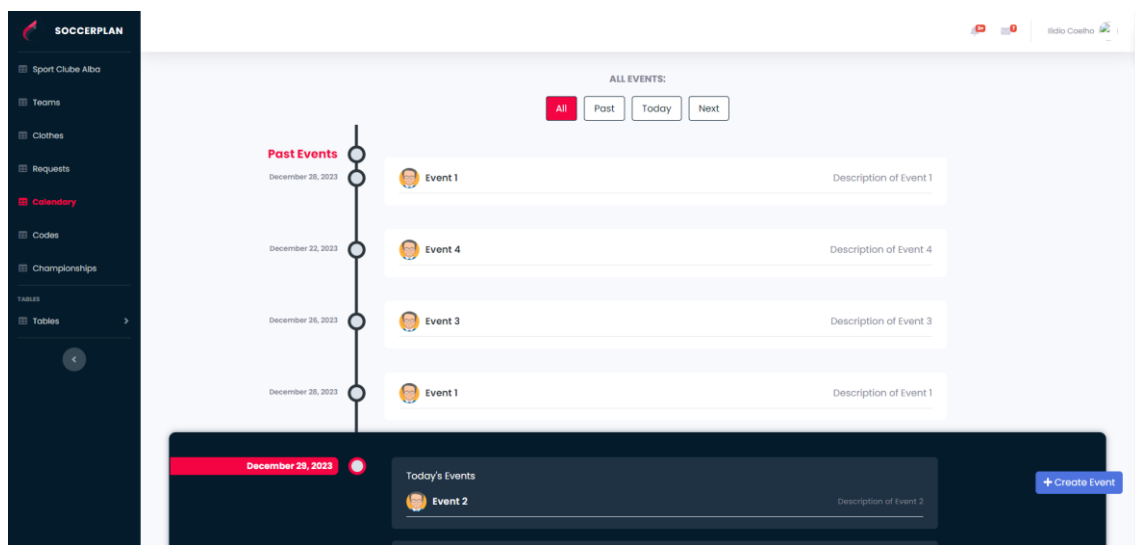 SOCCERPLAN
Ilidio Coelho
Sport Clube Alba
Teams
Clothes
Requests
Calendary
Codes
Championships
TABLES
Tables
ALL EVENTS:
All Past Today Next
Past Events
December 28, 2023 Event 1 Description of Event 1
December 22, 2023 Event 4 Description of Event 4
December 26, 2023 Event 3 Description of Event 3
December 28, 2023 Event 1 Description of Event 1
December 29, 2023
Today's Events
Event 2 Description of Event 2
+ Create Event